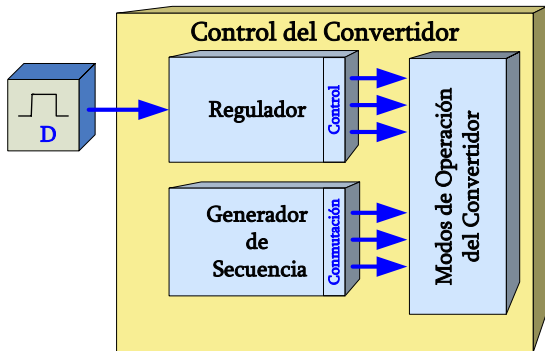 Control del Convertidor
D
Regulador
Control
Generador
de
Secuencia
Conmutación
Modos de Operación
del Convertidor